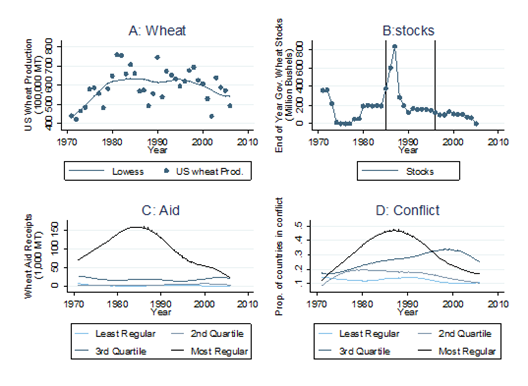 A: Wheat
US Wheat Production
(100,000 MT)
400 500 600 700 800
1970 1980 1990 2000 2010
Year
Lowess US wheat Prod.
B:stocks
End of Year Gov. Wheat Stocks
(Million Bushels)
0 200 400 600 800
1970 1980 1990 2000 2010
Year
Stocks
C: Aid
Wheat Aid Receipts
(1,000 MT)
0 50 100 150
1970 1980 1990 2000 2010
Year
Least Regular 2nd Quartile
3rd Quartile Most Regular
D: Conflict
Prop. of countries in conflict
.1 .2 .3 .4 .5
1970 1980 1990 2000 2010
Year
Least Regular 2nd Quartile
3rd Quartile Most Regular